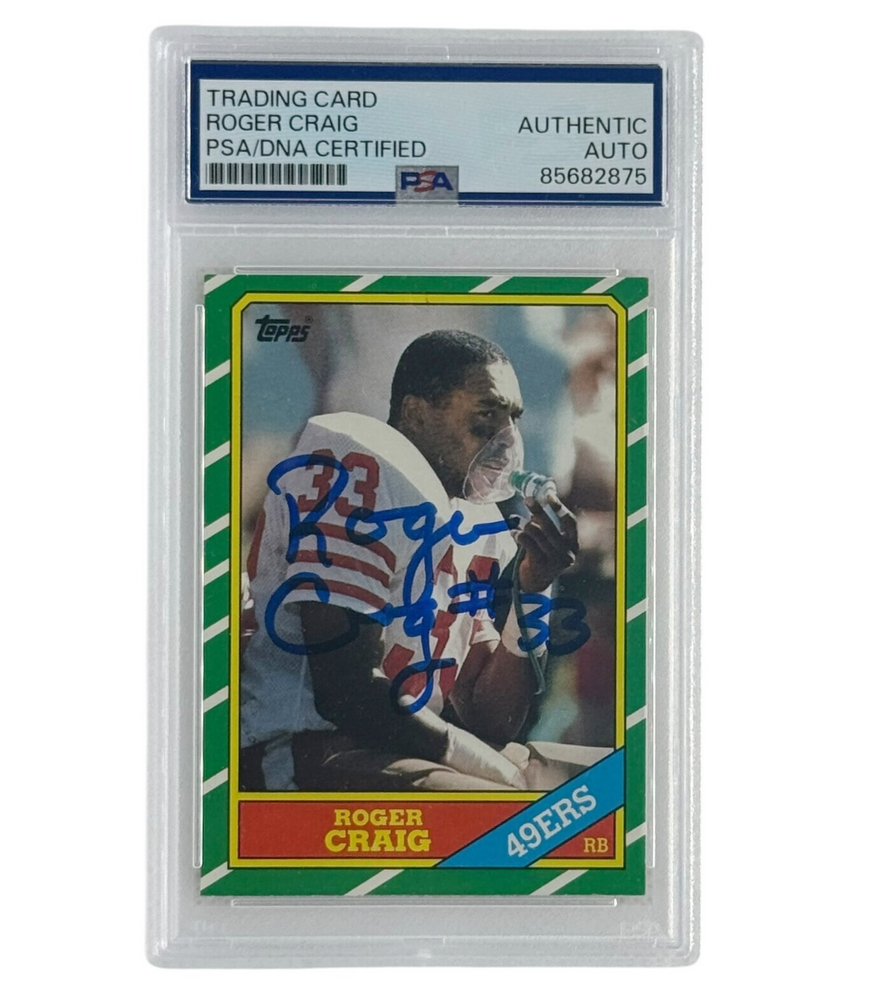 TRADING CARD
ROGER CRAIG
PSA/DNA CERTIFIED
AUTHENTIC
AUTO
85682875
PSA
Topps
33
Roger
Craig #33
ROGER
CRAIG
49ERS
RB